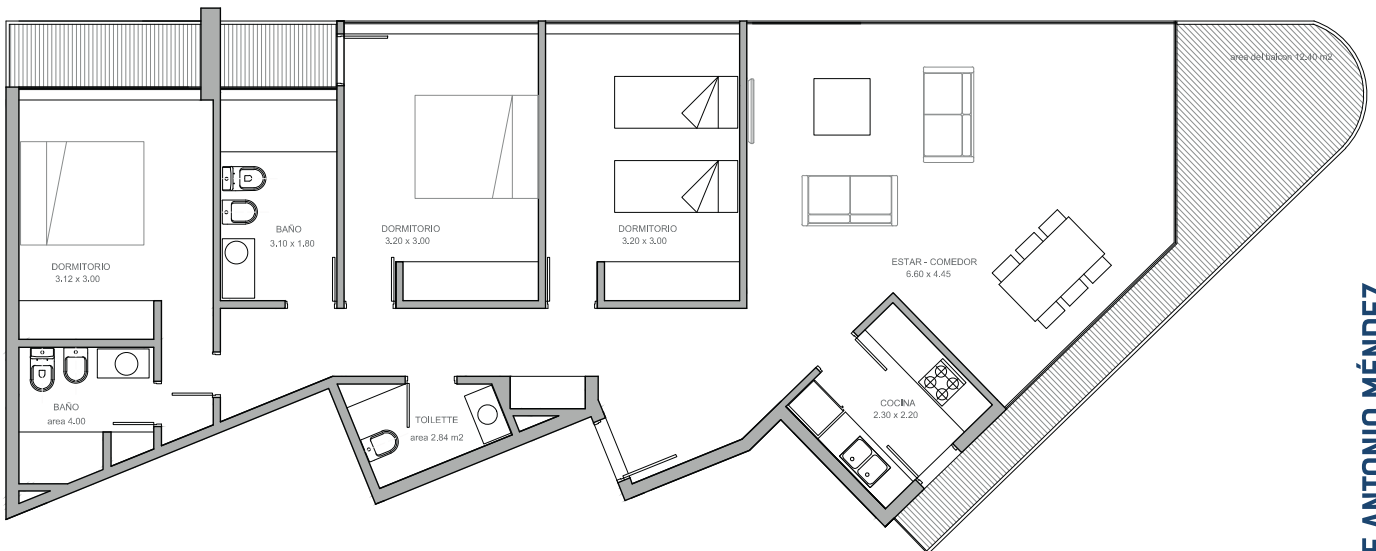 area del balcon 12.40 m2
BAÑO
3.10 x 1.80
DORMITORIO
3.20 x 3.00
DORMITORIO
3.20 x 3.00
DORMITORIO
3.12 x 3.00
ESTAR - COMEDOR
6.60 x 4.45
BAÑO
area 4.00
TOILETTE
area 2.84 m2
COCINA
2.30 x 2.20
ANTONIO MÉNDEZ